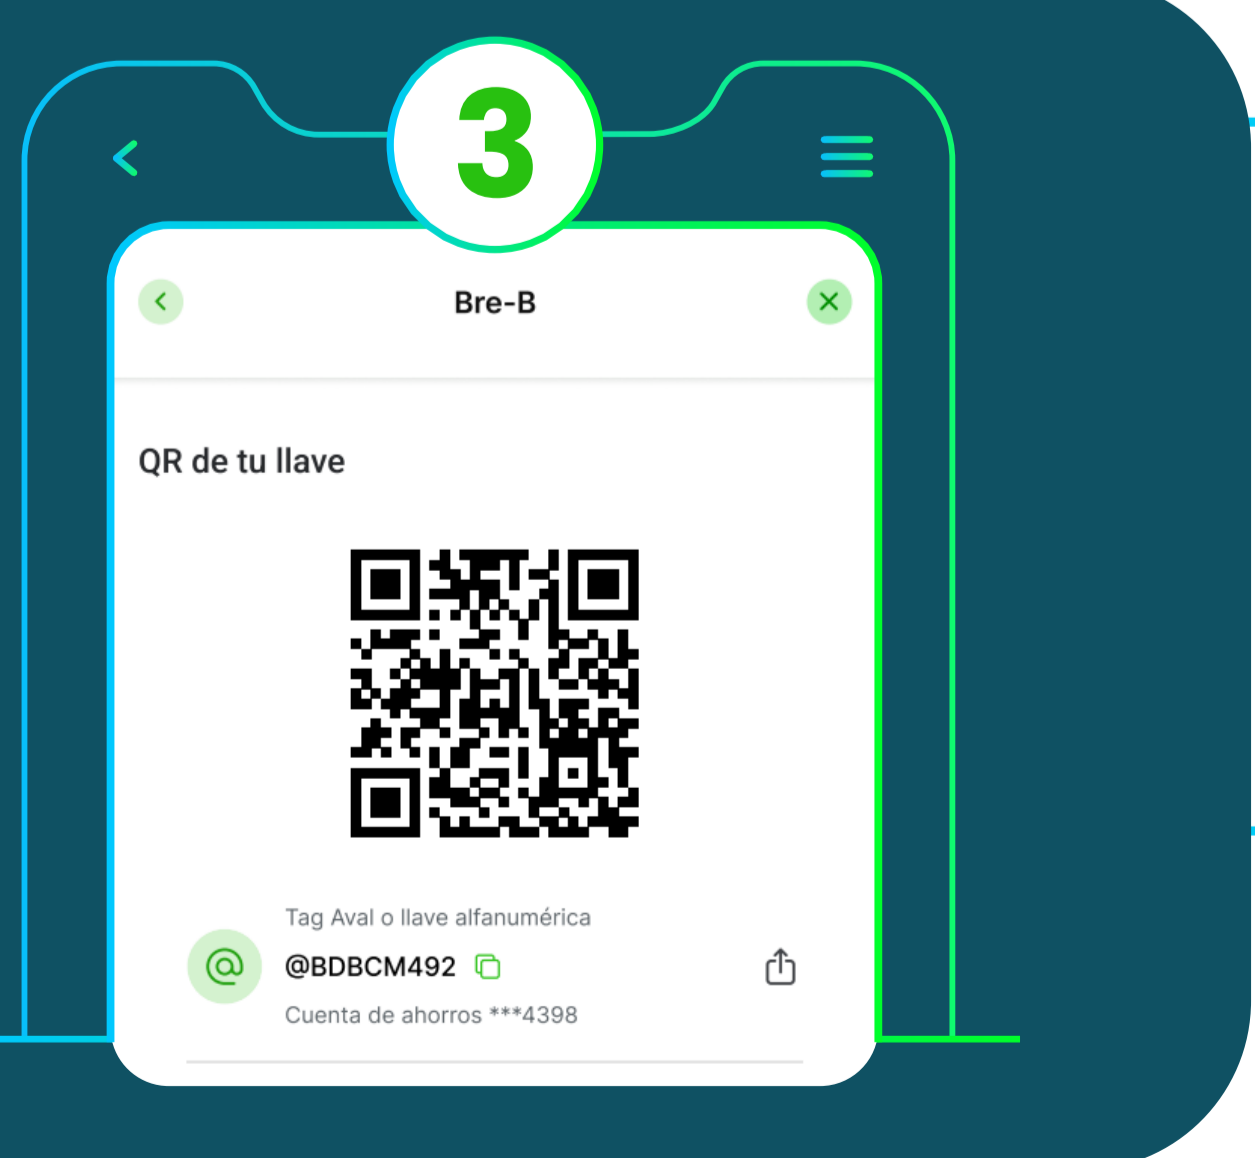 3
Bre-B
QR de tu llave
Tag Aval o llave alfanumérica
@BDBCM492
Cuenta de ahorros ***4398